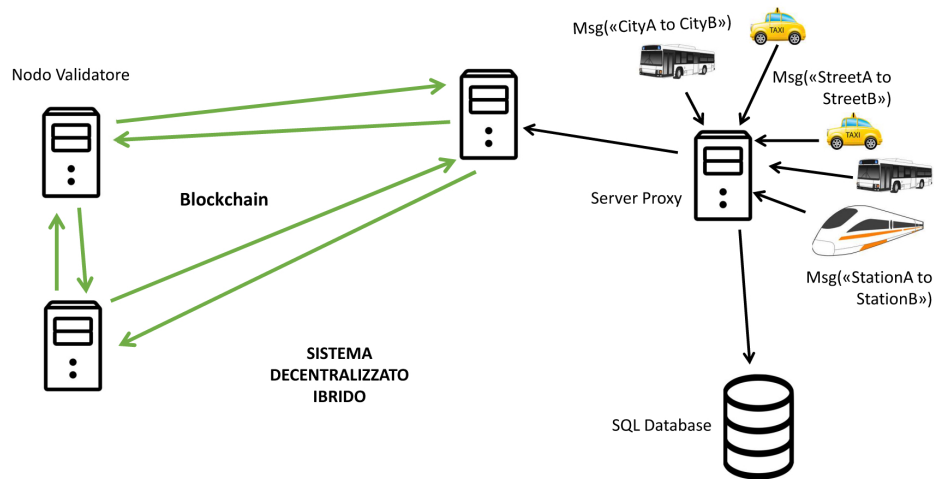 Msg(«CityA to CityB»)
TAXI
Nodo Validatore
Msg(«StreetA to
StreetB»)
TAXI
Blockchain
Server Proxy
Msg(«StationA to
StationB»)
SISTEMA
DECENTRALIZZATO
IBRIDO
SQL Database